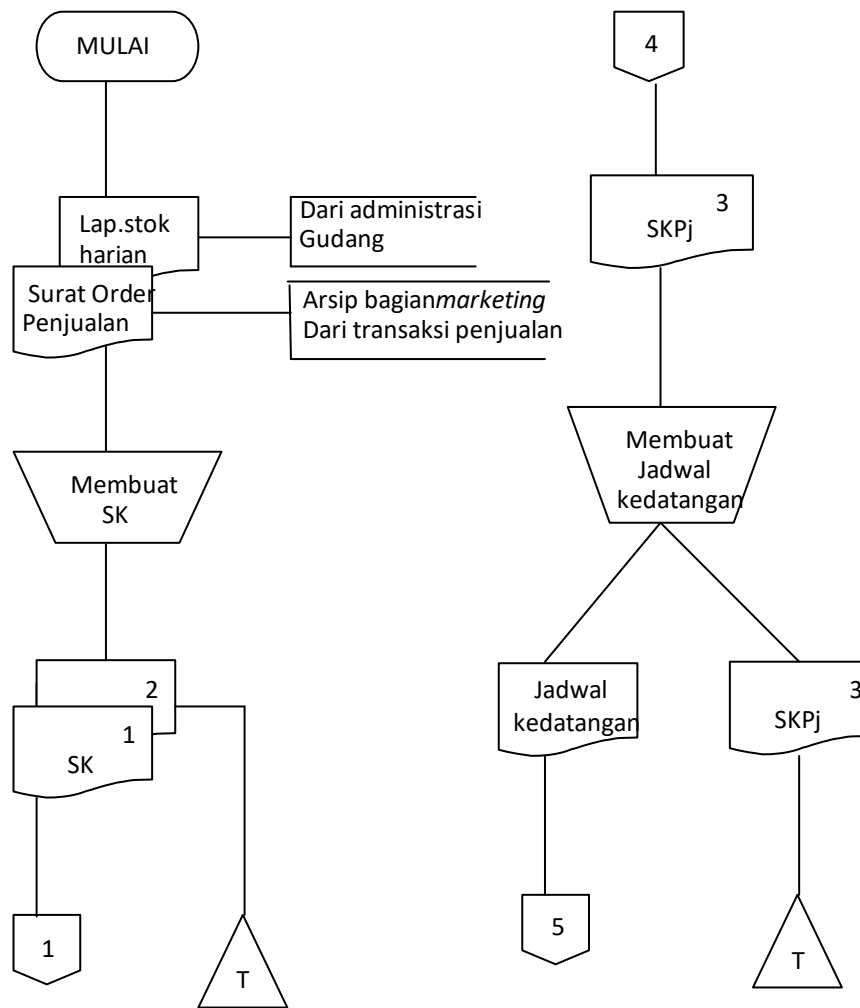 MULAI
Lap.stok
harian
Dari administrasi
Gudang
Surat Order
Penjualan
Arsip bagianmarketing
Dari transaksi penjualan
Membuat
SK
2
1
SK
1
T
4
3
SKPj
Membuat
Jadwal
kedatangan
Jadwal
kedatangan
3
SKPj
5
T